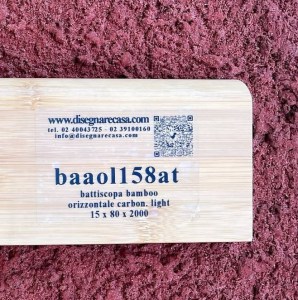 www.disegnarecasa.com
tel. 02 40043725 - 02 39100160
info@disegnarecasa.com
baaol158at
battiscopa bamboo
orizzontale carbon. light
15 x 80 x 2000